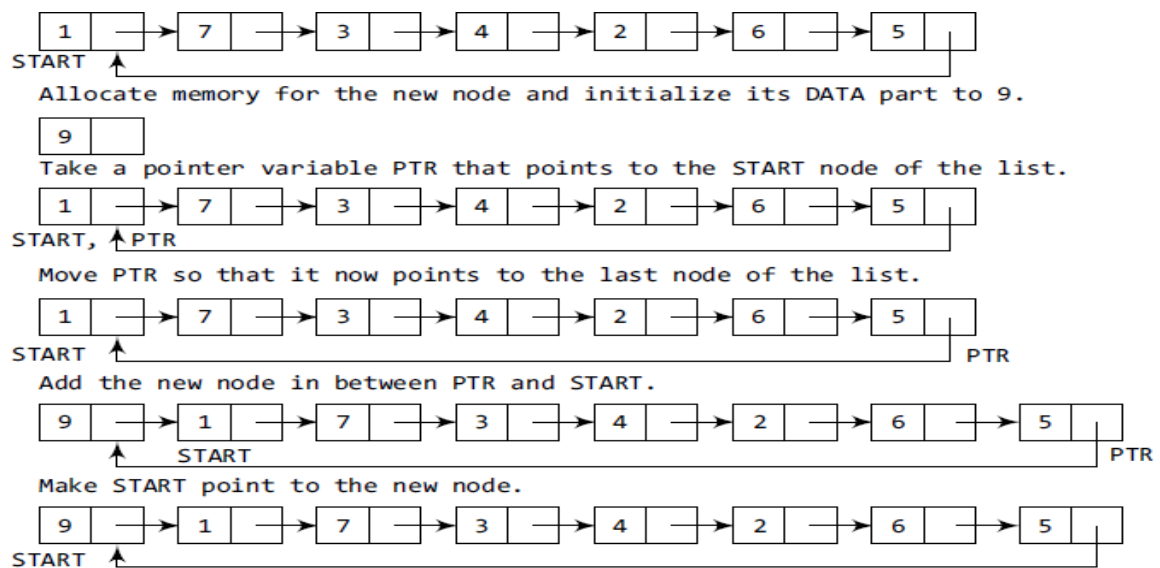 1 7 3 4 2 6 5
START
Allocate memory for the new node and initialize its DATA part to 9.
9
Take a pointer variable PTR that points to the START node of the list.
1 7 3 4 2 6 5
START, PTR
Move PTR so that it now points to the last node of the list.
1 7 3 4 2 6 5
START PTR
Add the new node in between PTR and START.
9 1 7 3 4 2 6 5
START PTR
Make START point to the new node.
9 1 7 3 4 2 6 5
START